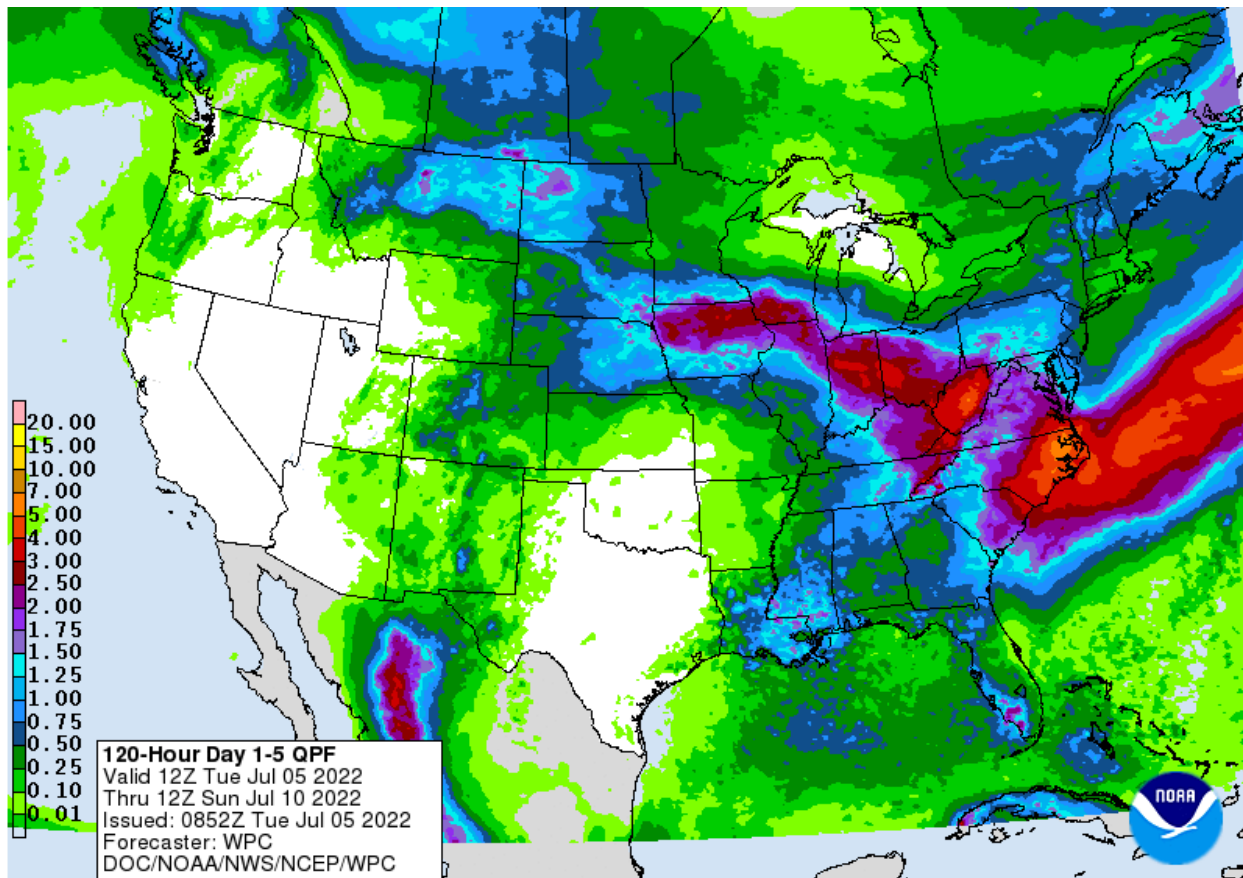 20.00
15.00
10.00
7.00
5.00
4.00
3.00
2.50
2.00
1.75
1.50
1.25
1.00
0.75
0.50
0.25
0.10
0.01
120-Hour Day 1-5 QPF
Valid 12Z Tue Jul 05 2022
Thru 12Z Sun Jul 10 2022
Issued: 0852Z Tue Jul 05 2022
Forecaster: WPC
DOC/NOAA/NWS/NCEP/WPC
NOAA